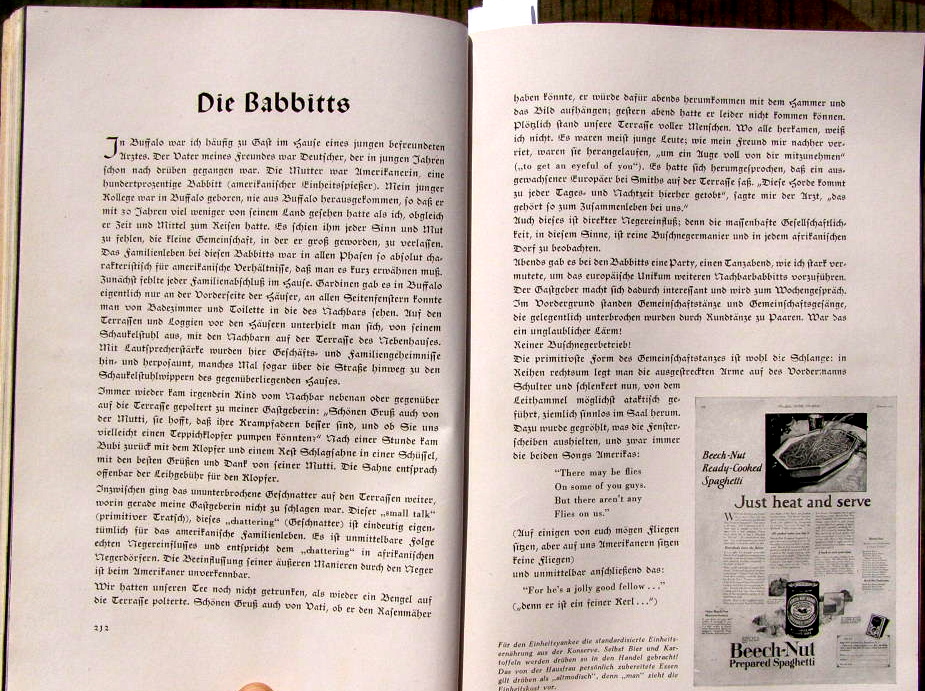 Die Babbitts
In Buffalo war ich häufig zu Gast im Hause eines jungen befreundeten
Arztes. Der Vater meines Freundes war Deutscher, der in jungen Jahren
schon nach drüben gegangen war. Die Mutter war Amerikanerin, eine
hundertprozentige Babbitt (amerikanischer Einheitsspießer). Mein junger
Kollege war in Buffalo geboren, nie aus Buffalo herausgekommen, so daß er
mit 30 Jahren viel weniger von seinem Land gesehen hatte als ich, obgleich
er Zeit und Mittel zum Reisen hatte. Es schien ihm jeder Sinn und Mut
zu fehlen, die kleine Gemeinschaft, in der er groß geworden, zu verlassen.
Das Familienleben bei diesen Babbitts war in allen Phasen so absolut cha-
rakteristisch für amerikanische Verhältnisse, daß man es kurz erwähnen muß.
Zunächst fehlte jeder Familienabschluß im Hause. Gardinen gab es in Buffalo
eigentlich nur an der Vorderseite der Häuser, an allen Seitenfenstern konnte
man von Badezimmer und Toilette in die des Nachbars sehen. Auf den
Terrassen und Loggien vor den Häusern unterhielt man sich, von seinem
Schaukelstuhl aus, mit den Nachbarn auf der Terrasse des Nebenhauses.
Mit Lautsprecherstärke wurden hier Geschäfts- und Familiengeheimnisse
hin- und herposaunt, manches Mal sogar über die Straße hinweg zu den
Schaukelstuhlwippern des gegenüberliegenden Hauses.
Immer wieder kam irgendein Kind vom Nachbar nebenan oder gegenüber
auf die Terrasse gepoltert zu meiner Gastgeberin: „Schönen Gruß auch von
der Mutti, sie hofft, daß ihre Krampfadern besser sind, und ob Sie uns
vielleicht einen Teppichklopfer pumpen könnten?“ Nach einer Stunde kam
Bubi zurück mit dem Klopfer und einem Rest Schlagsahne in einer Schüssel,
mit den besten Grüßen und Dank von seiner Mutti. Die Sahne entsprach
offenbar der Leihgebühr für den Klopfer.
Inzwischen ging das ununterbrochene Geschnatter auf den Terrassen weiter,
worin gerade meine Gastgeberin nicht zu schlagen war. Dieser „small talk“
(primitiver Tratsch), dieses „chattering“ (Geschnatter) ist eindeutig eigen-
tümlich für das amerikanische Familienleben. Es ist unmittelbare Folge
echten Negereinflusses und entspricht dem „chattering“ in afrikanischen
Negerdörfern. Die Beeinflussung seiner äußeren Manieren durch den Neger
ist beim Amerikaner unverkennbar.
Wir hatten unseren Tee noch nicht getrunken, als wieder ein Bengel auf
die Terrasse polterte. Schönen Gruß auch von Vati, ob er den Rasenmäher
212
haben könnte, er würde dafür abends herumkommen mit dem Hammer und
das Bild aufhängen; gestern abend hatte er leider nicht kommen können.
Plötzlich stand unsere Terrasse voller Menschen. Wo alle herkamen, weiß
ich nicht. Es waren meist junge Leute; wie mein Freund mir nachher ver-
riet, waren sie herangelaufen, „um ein Auge voll von dir mitzunehmen“
(„to get an eyeful of you“). Es hatte sich herumgesprochen, daß ein aus-
gewachsener Europäer bei Smiths auf der Terrasse saß. „Diese Horde kommt
zu jeder Tages- und Nachtzeit hierher getobt“, sagte mir der Arzt, „das
gehört so zum Zusammenleben bei uns.“
Auch dieses ist direkter Negereinfluß; denn die massenhafte Gesellschaftlich-
keit, in diesem Sinne, ist reine Buschnegermanier und in jedem afrikanischen
Dorf zu beobachten.
Abends gab es bei den Babbitts eine Party, einen Tanzabend, wie ich stark ver-
mutete, um das europäische Unikum weiteren Nachbarbabbitts vorzuführen.
Der Gastgeber macht sich dadurch interessant und wird zum Wochengespräch.
Im Vordergrund standen Gemeinschaftstänze und Gemeinschaftsgesänge,
die gelegentlich unterbrochen wurden durch Rundtänze zu Paaren. War das
ein unglaublicher Lärm!
Reiner Buschnegerbetrieb!
Die primitivste Form des Gemeinschaftstanzes ist wohl die Schlange: in
Reihen rechtsum legt man die ausgestreckten Arme auf des Vordermanns
Schulter und schlenkert nun, von dem
Leithammel möglichst ataktisch ge-
führt, ziemlich sinnlos im Saal herum.
Dazu wurde gegröhlt, was die Fenster-
scheiben aushielten, und zwar immer
die beiden Songs Amerikas:
“There may be flies
On some of you guys.
But there aren't any
Flies on us.”
(Auf einigen von euch mögen Fliegen
sitzen, aber auf uns Amerikanern sitzen
keine Fliegen)
und unmittelbar anschließend das:
“For he's a jolly good fellow ...”
(„denn er ist ein feiner Kerl ...“)
Für den Einheitsyankee die standardisierte Einheits-
ernährung aus der Konserve. Selbst Bier und Kar-
toffeln werden drüben so in den Handel gebracht!
Das von der Hausfrau persönlich zubereitete Essen
gilt drüben als „altmodisch“, denn „man“ zieht die
Einheitskost vor.
Beech-Nut
Ready-Cooked
Spaghetti
Just heat and serve
Beech-Nut
Prepared Spaghetti